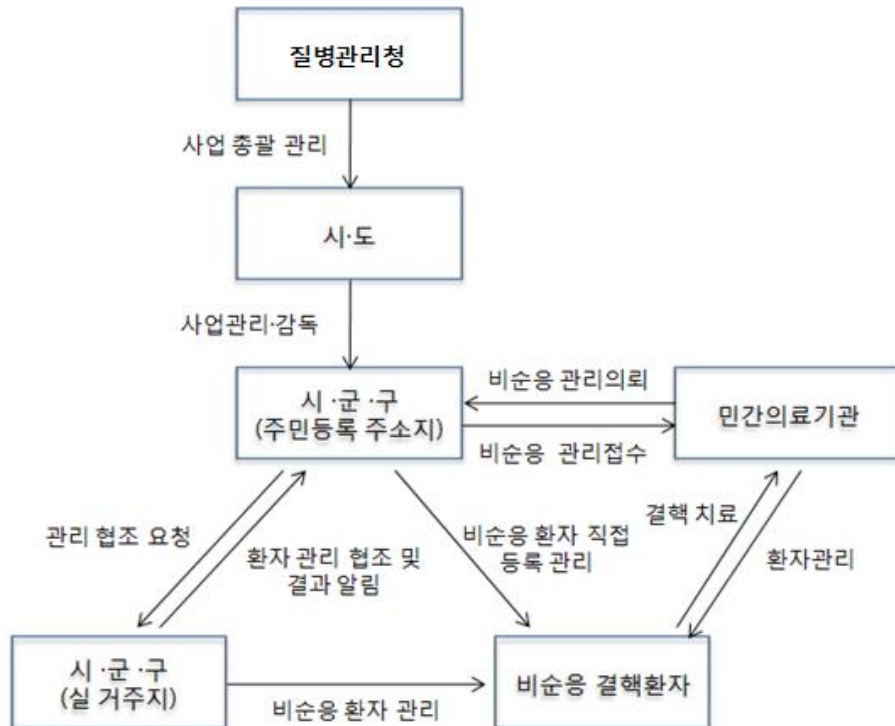 질병관리청
사업 총괄 관리
시·도
사업관리·감독
시 ·군 ·구
(주민등록 주소지)
비순응 관리의뢰
비순응 관리접수
민간의료기관
관리 협조 요청
환자 관리 협조 및
결과 알림
비순응 환자 직접
등록 관리
결핵 치료
환자관리
시 ·군 ·구
(실 거주지)
비순응 환자 관리
비순응 결핵환자